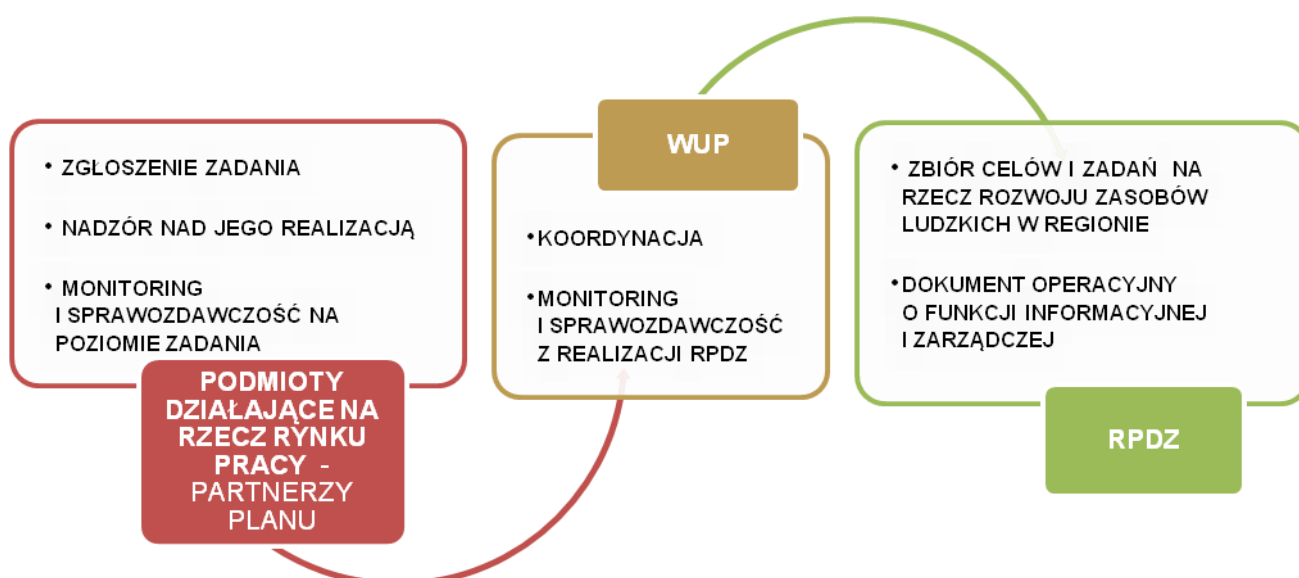 • ZGŁOSZENIE ZADANIA
• NADZÓR NAD JEGO REALIZACJĄ
• MONITORING
I SPRAWOZDAWCZOŚĆ NA
POZIOMIE ZADANIA
PODMIOTY
DZIAŁAJĄCE NA
RZECZ RYNKU
PRACY -
PARTNERZY
PLANU
WUP
• KOORDYNACJA
• MONITORING
I SPRAWOZDAWCZOŚĆ
Z REALIZACJI RPDZ
• ZBIÓR CELÓW I ZADAŃ NA
RZECZ ROZWOJU ZASOBÓW
LUDZKICH W REGIONIE
• DOKUMENT OPERACYJNY
O FUNKCJI INFORMACYJNEJ
I ZARZĄDCZEJ
RPDZ